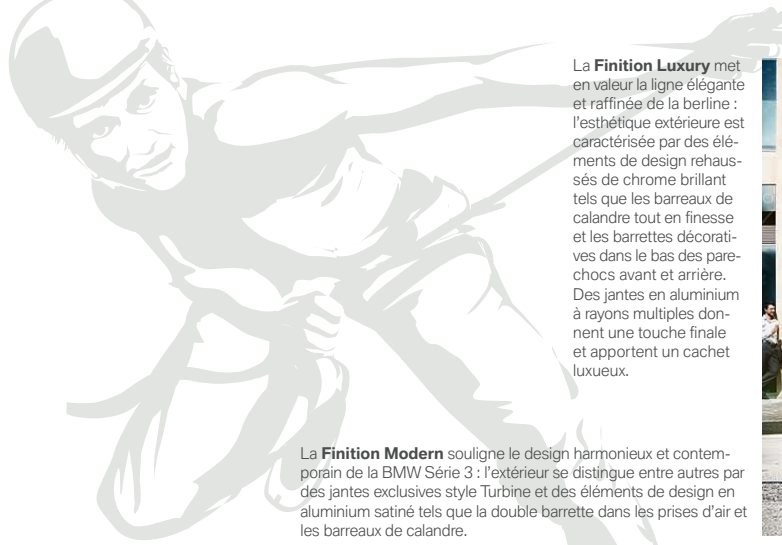 La Finition Luxury met
en valeur la ligne élégante
et raffinée de la berline :
l'esthétique extérieure est
caractérisée par des élé-
ments de design rehaus-
sés de chrome brillant
tels que les barreaux de
calandre tout en finesse
et les barrettes décorati-
ves dans le bas des pare-
chocs avant et arrière.
Des jantes en aluminium
à rayons multiples don-
nent une touche finale
et apportent un cachet
luxueux.
La Finition Modern souligne le design harmonieux et contem-
porain de la BMW Série 3 : l'extérieur se distingue entre autres par
des jantes exclusives style Turbine et des éléments de design en
aluminium satiné tels que la double barrette dans les prises d'air et
les barreaux de calandre.